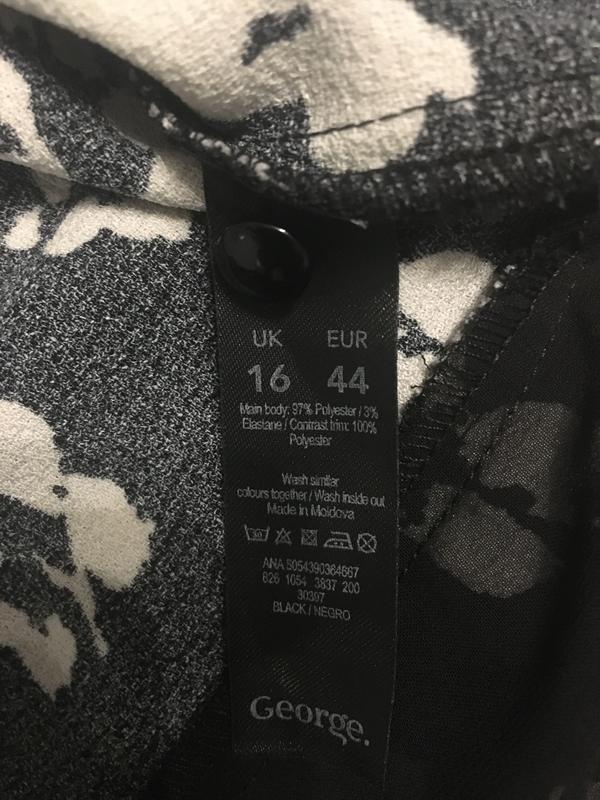 UK EUR
16 44
Main body: 97% Polyester / 3%
Elastane / Contrast trim: 100%
Polyester
Wash similar
colours together / Wash inside out
Made in Moldova
ANA 5054390364667
826 1054 3837 200
30397
BLACK / NEGRO
George.